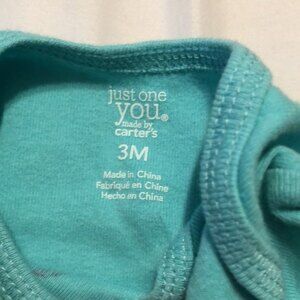 just one
you®
made by
carter's
3M
Made in China
Fabriqué en Chine
Hecho en China